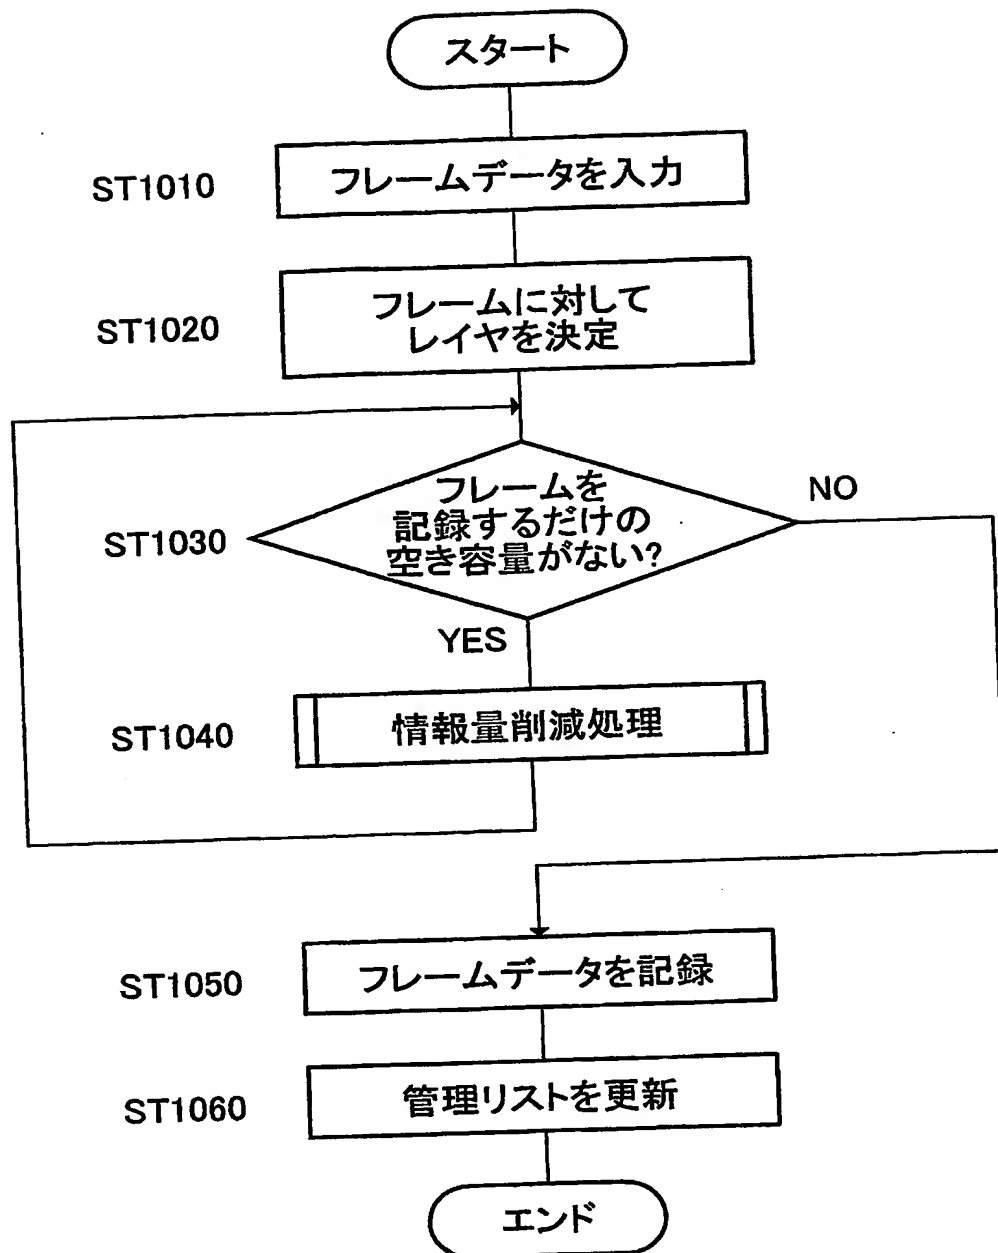 スタート
ST1010
フレームデータを入力
ST1020
フレームに対して
レイヤを決定
ST1030
フレームを
記録するだけの
空き容量がない?
NO
YES
ST1040
情報量削減処理
ST1050
フレームデータを記録
ST1060
管理リストを更新
エンド